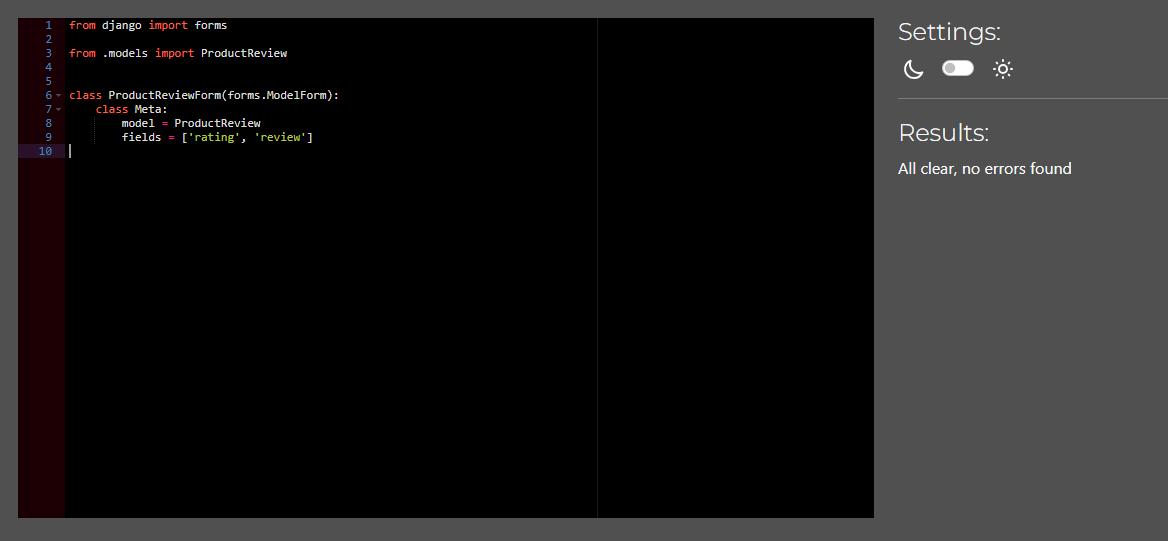 1 from django import forms
2
3 from .models import ProductReview
4
5
6 class ProductReviewForm(forms.ModelForm):
7     class Meta:
8         model = ProductReview
9         fields = ['rating', 'review']
10
Settings:
Results:
All clear, no errors found